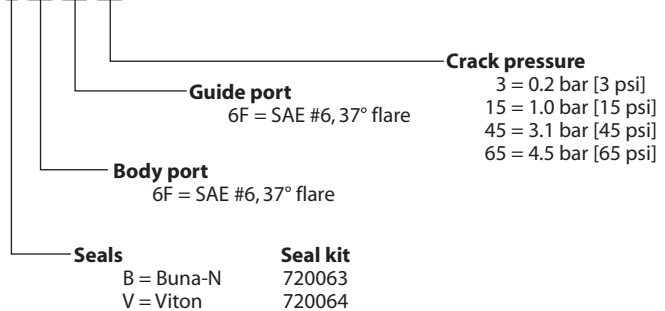 Crack pressure
3 = 0.2 bar [3 psi]
15 = 1.0 bar [15 psi]
45 = 3.1 bar [45 psi]
65 = 4.5 bar [65 psi]
Guide port
6F = SAE #6, 37° flare
Body port
6F = SAE #6, 37° flare
Seals Seal kit
B = Buna-N 720063
V = Viton 720064